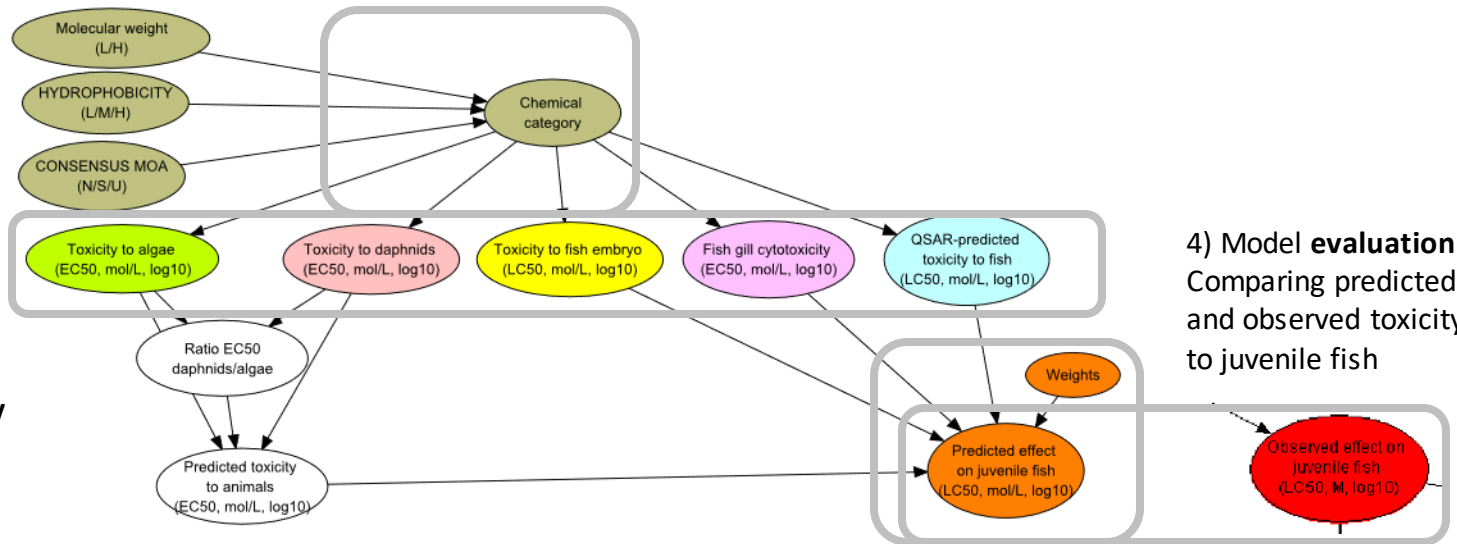 Molecular weight
(L/H)
HYDROPHOBICITY
(L/M/H)
CONSENSUS MOA
(N/S/U)
Chemical
category
Toxicity to algae
(EC50, mol/L, log10)
Toxicity to daphnids
(EC50, mol/L, log10)
Toxicity to fish embryo
(LC50, mol/L, log10)
Fish gill cytotoxicity
(EC50, mol/L, log10)
QSAR-predicted
toxicity to fish
(LC50, mol/L, log10)
4) Model evaluation
Comparing predicted
and observed toxicity
to juvenile fish
Ratio EC50
daphnids/algae
Weights
Predicted toxicity
to animals
(EC50, mol/L, log10)
Predicted effect
on juvenile fish
(LC50, mol/L, log10)
Observed effect on
juvenile fish
(LC50, M, log10)